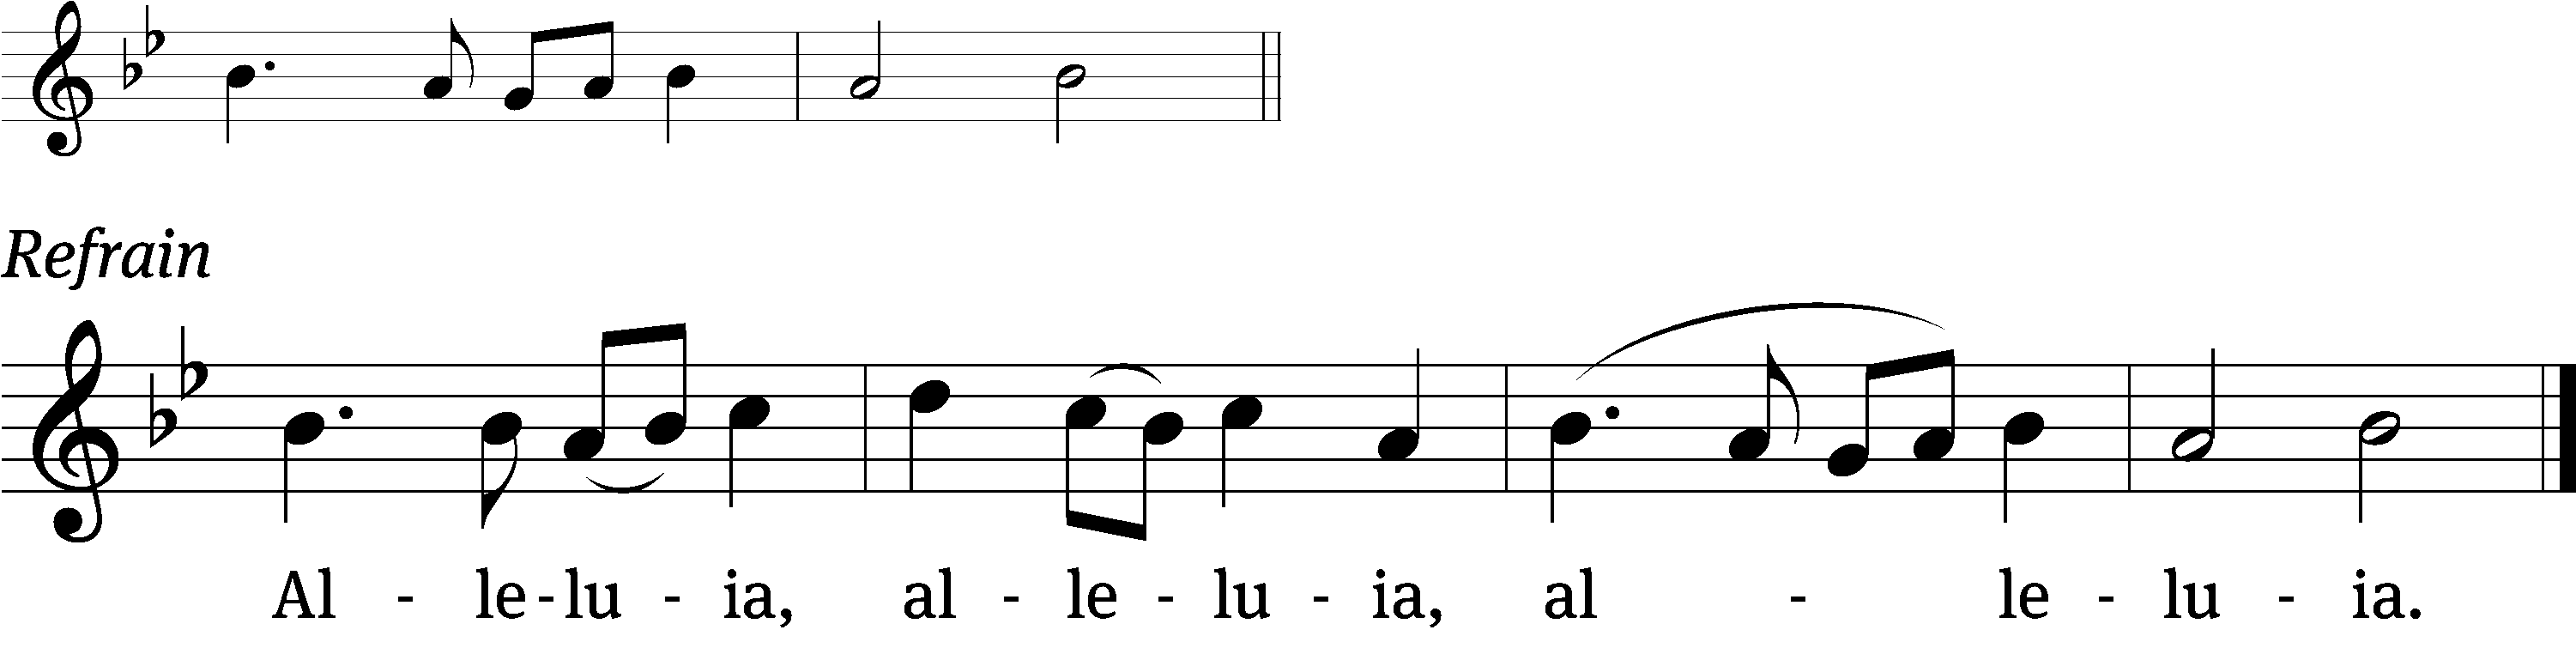 Refrain
Al - le - lu - ia, al - le - lu - ia, al - le - lu - ia.